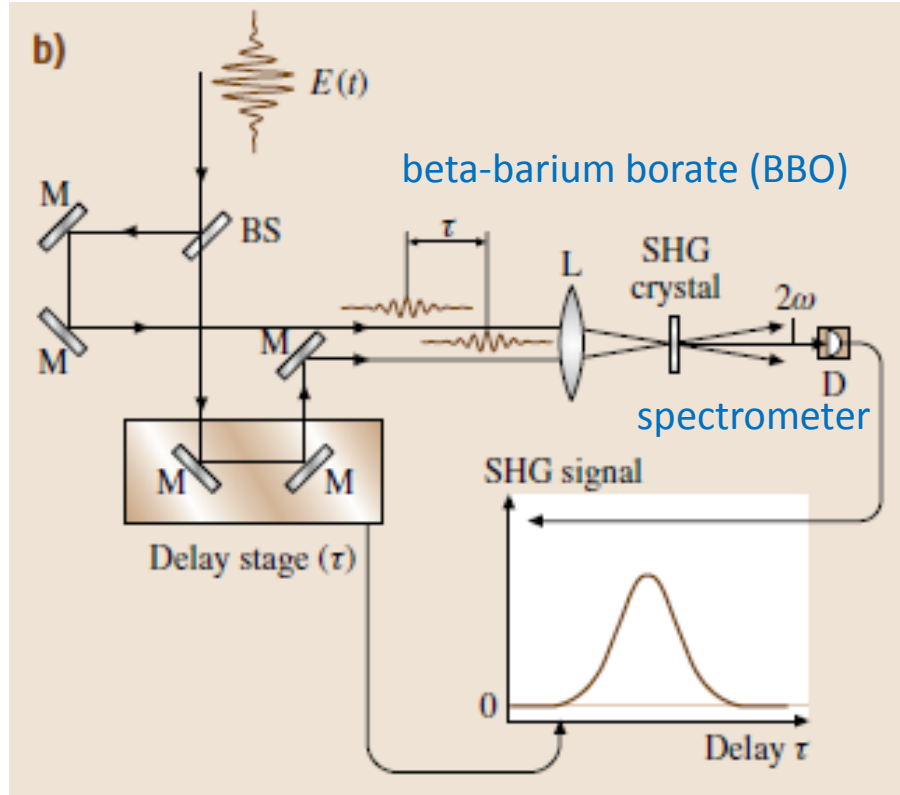 b)
E(t)
beta-barium borate (BBO)
M
BS
τ
L
SHG
crystal
2ω
M
M
D
spectrometer
M
M
SHG signal
Delay stage (τ)
0
Delay τ